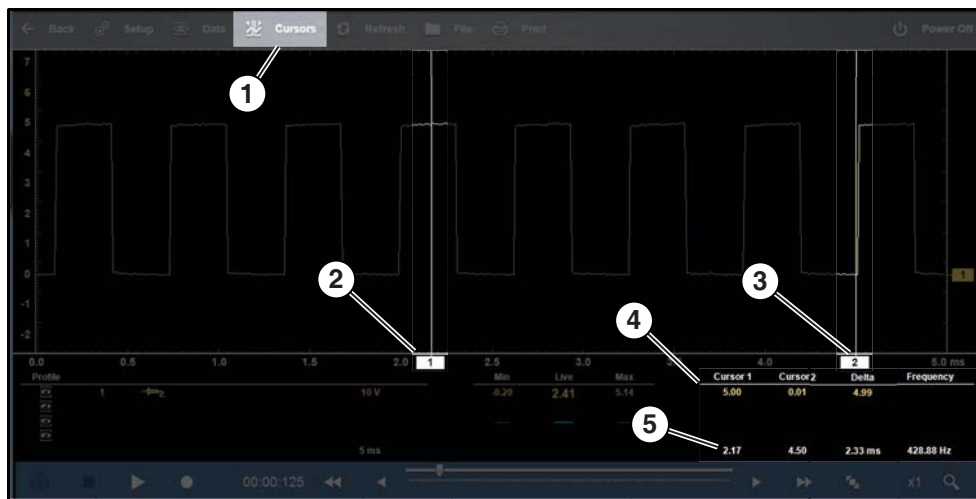 Back Setup Data Cursors Refresh File Print Power Off
1
7
6
5
4
3
2
1
0
-1
-2
1
2
3
4
0.0 0.5 1.0 1.5 2.0 1 2.5 3.0 4.0 2 5.0 ms
Profile Min Live Max Cursor 1 Cursor2 Delta Frequency
1 2 10 V -0.20 2.41 5.14 5.00 0.01 4.99
5
5 ms 2.17 4.50 2.33 ms 428.88 Hz
00:00:125 x1